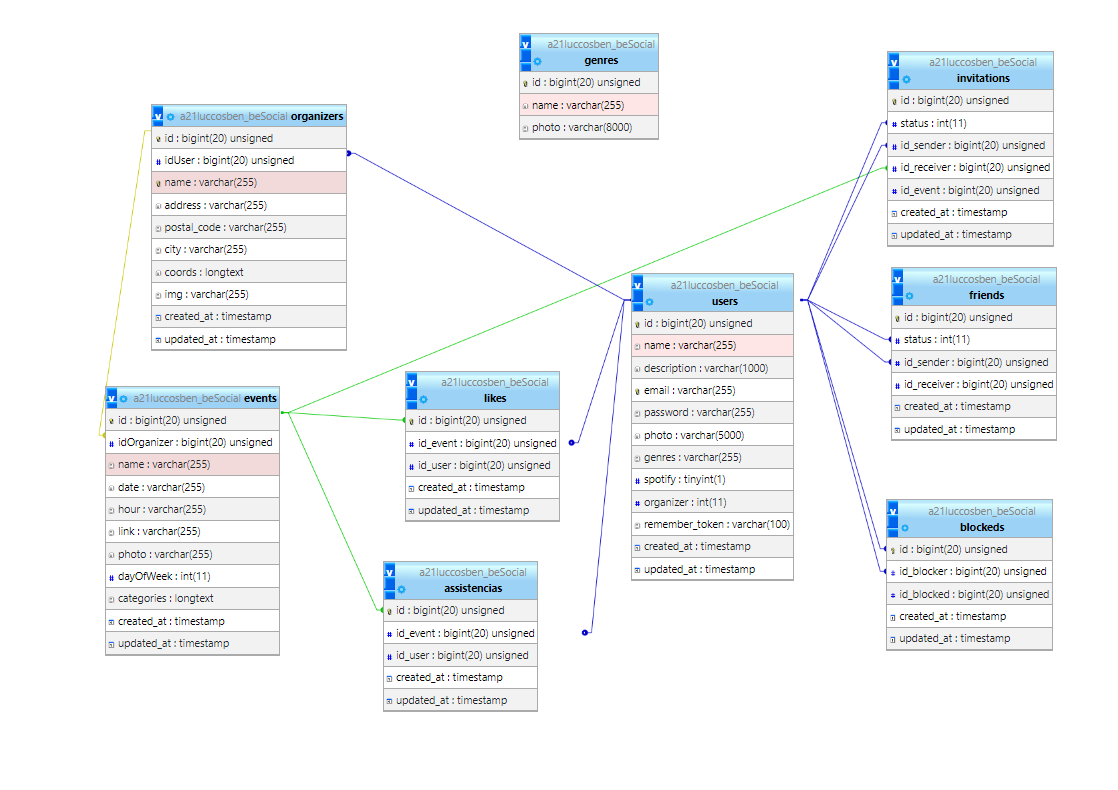 a21luccosben_beSocial
genres
id : bigint(20) unsigned
name : varchar(255)
photo : varchar(8000)
a21luccosben_beSocial
invitations
id : bigint(20) unsigned
status : int(11)
id_sender : bigint(20) unsigned
id_receiver : bigint(20) unsigned
id_event : bigint(20) unsigned
created_at : timestamp
updated_at : timestamp
a21luccosben_beSocial organizers
id : bigint(20) unsigned
idUser : bigint(20) unsigned
name : varchar(255)
address : varchar(255)
postal_code : varchar(255)
city : varchar(255)
coords : longtext
img : varchar(255)
created_at : timestamp
updated_at : timestamp
a21luccosben_beSocial
users
id : bigint(20) unsigned
name : varchar(255)
description : varchar(1000)
email : varchar(255)
password : varchar(255)
photo : varchar(5000)
genres : varchar(255)
spotify : tinyint(1)
organizer : int(11)
remember_token : varchar(100)
created_at : timestamp
updated_at : timestamp
a21luccosben_beSocial
friends
id : bigint(20) unsigned
status : int(11)
id_sender : bigint(20) unsigned
id_receiver : bigint(20) unsigned
created_at : timestamp
updated_at : timestamp
a21luccosben_beSocial events
id : bigint(20) unsigned
idOrganizer : bigint(20) unsigned
name : varchar(255)
date : varchar(255)
hour : varchar(255)
link : varchar(255)
photo : varchar(255)
dayOfWeek : int(11)
categories : longtext
created_at : timestamp
updated_at : timestamp
a21luccosben_beSocial
likes
id : bigint(20) unsigned
id_event : bigint(20) unsigned
id_user : bigint(20) unsigned
created_at : timestamp
updated_at : timestamp
a21luccosben_beSocial
assistencias
id : bigint(20) unsigned
id_event : bigint(20) unsigned
id_user : bigint(20) unsigned
created_at : timestamp
updated_at : timestamp
a21luccosben_beSocial
blockeds
id : bigint(20) unsigned
id_blocker : bigint(20) unsigned
id_blocked : bigint(20) unsigned
created_at : timestamp
updated_at : timestamp